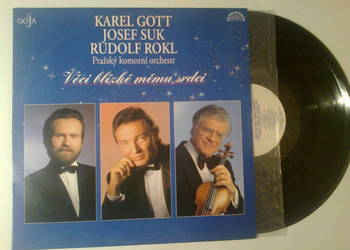 GOJA
KAREL GOTT
JOSEF SUK
RUDOLF ROKL
Pražský komorní orchestr
Věci blízké mému srdci